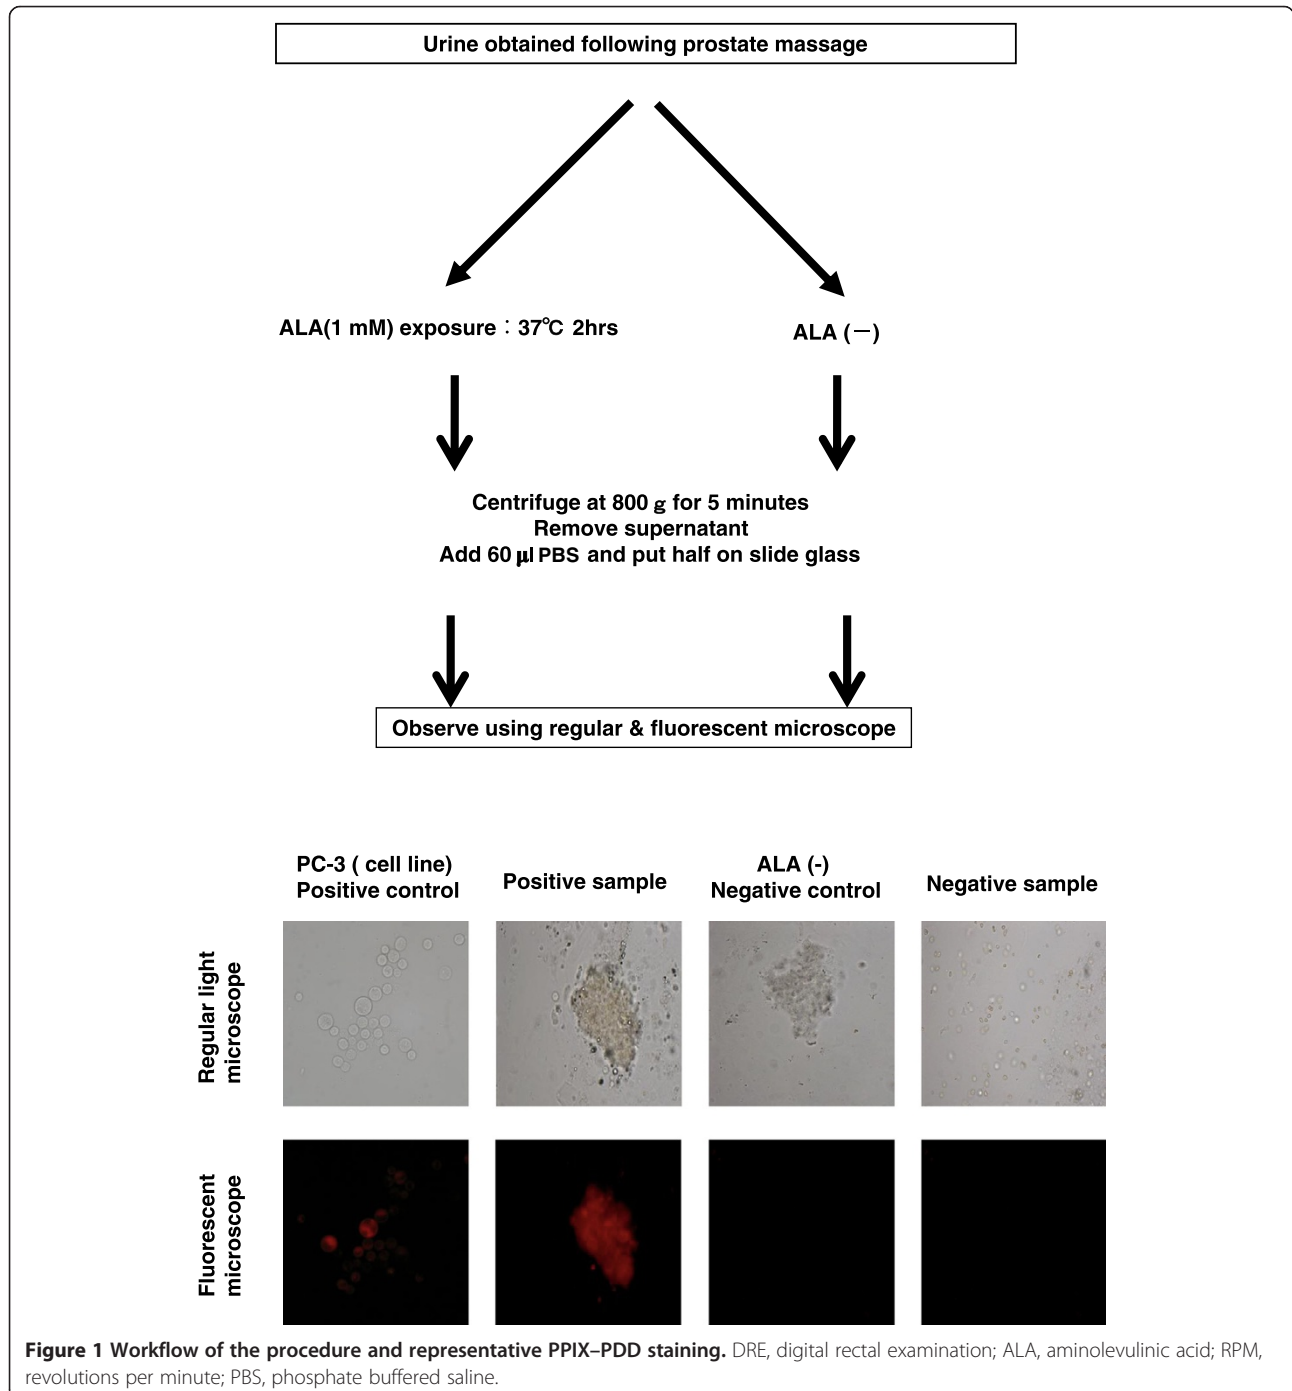 Urine obtained following prostate massage
ALA(1 mM) exposure：37℃ 2hrs
ALA (－)
Centrifuge at 800 g for 5 minutes
Remove supernatant
Add 60 µl PBS and put half on slide glass
Observe using regular & fluorescent microscope
PC-3 ( cell line)
Positive control
Positive sample
ALA (-)
Negative control
Negative sample
Regular light
microscope
Fluorescent
microscope
Figure 1 Workflow of the procedure and representative PPIX–PDD staining. DRE, digital rectal examination; ALA, aminolevulinic acid; RPM,
revolutions per minute; PBS, phosphate buffered saline.